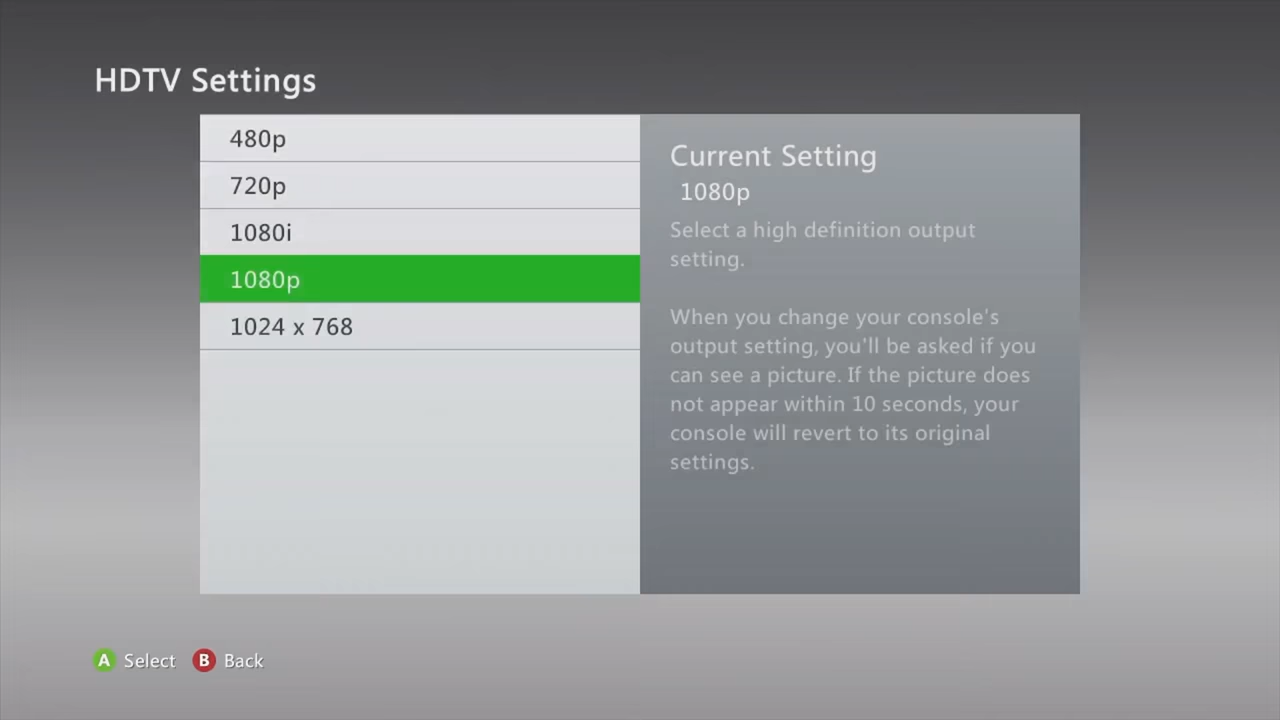 HDTV Settings
480p
720p
1080i
1080p
1024 x 768
Current Setting
1080p
Select a high definition output
setting.
When you change your console's
output setting, you'll be asked if you
can see a picture. If the picture does
not appear within 10 seconds, your
console will revert to its original
settings.
A Select B Back